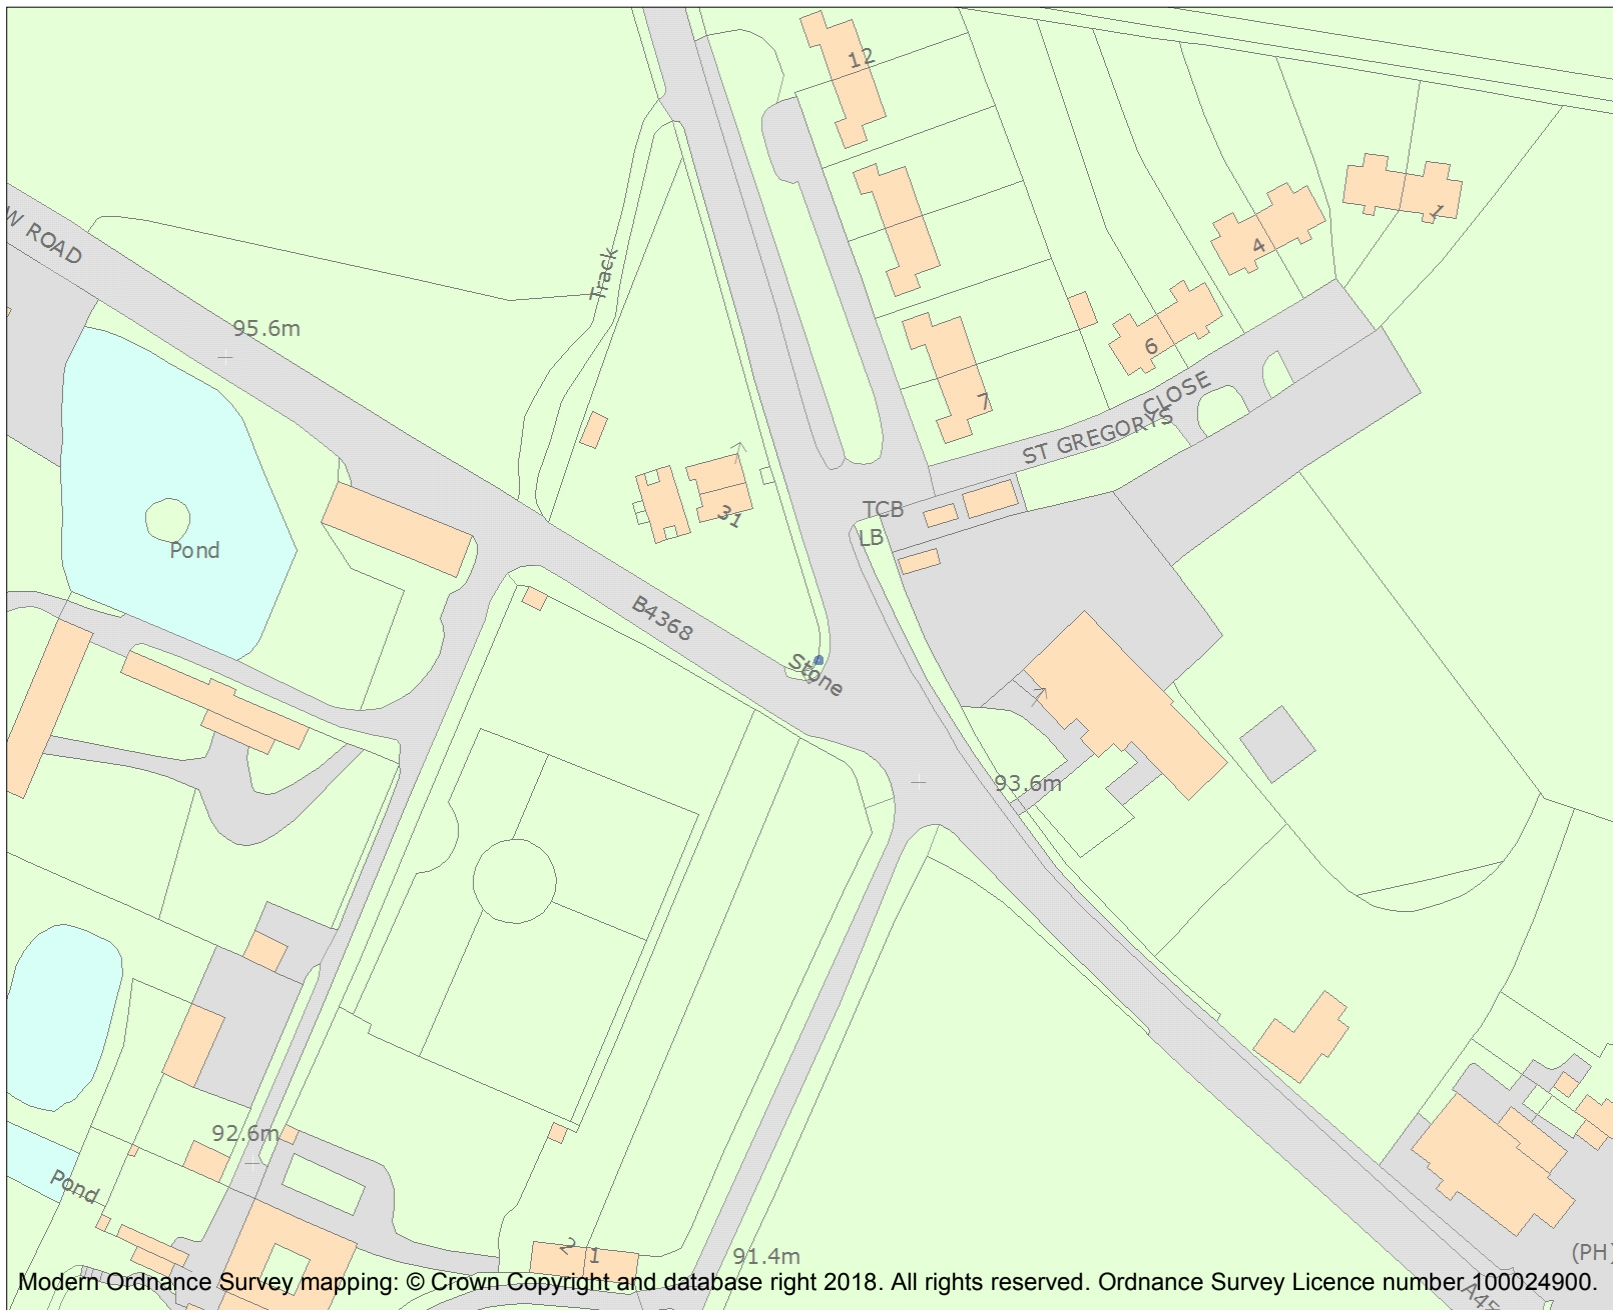 12
W ROAD
Track
1
4
95.6m
6
CLOSE
7
ST GREGORYS
31
TCB
LB
Pond
B4368
Stone
93.6m
92.6m
Pond
2
1
91.4m
(PH)
Modern Ordnance Survey mapping: © Crown Copyright and database right 2018. All rights reserved. Ordnance Survey Licence number 100024900.